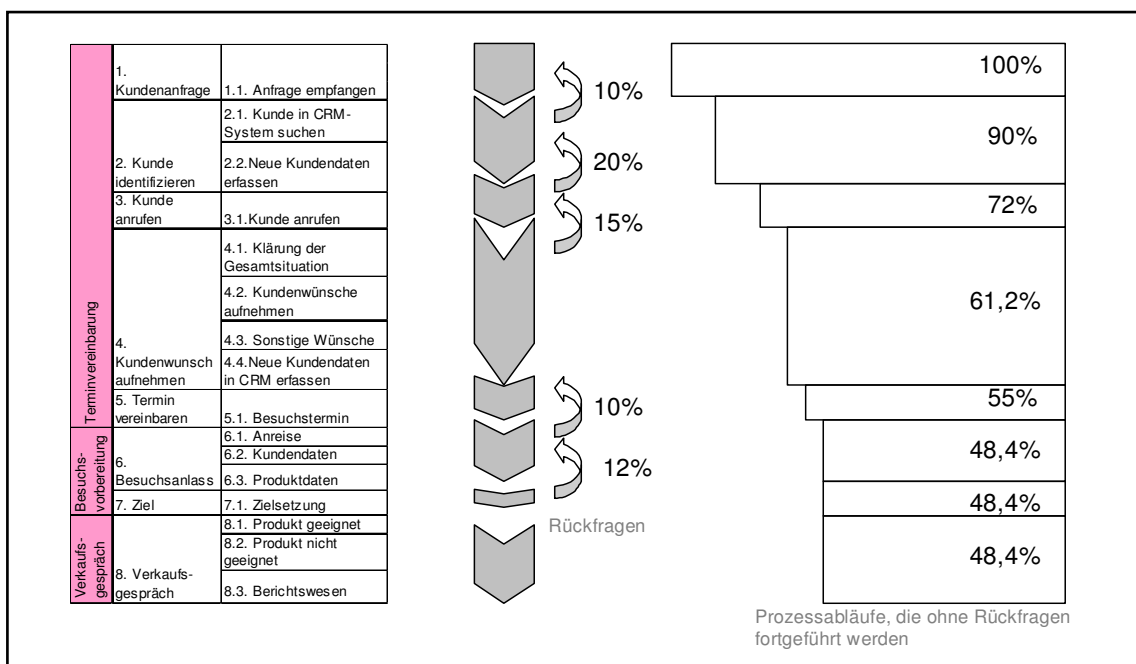 Terminvereinbarung
1.
Kundenanfrage
1.1. Anfrage empfangen
2. Kunde
identifizieren
2.1. Kunde in CRM-
System suchen
2.2.Neue Kundendaten
erfassen
3. Kunde
anrufen
3.1.Kunde anrufen
4.
Kundenwunsch
aufnehmen
4.1. Klärung der
Gesamtsituation
4.2. Kundenwünsche
aufnehmen
4.3. Sonstige Wünsche
4.4.Neue Kundendaten
in CRM erfassen
5. Termin
vereinbaren
5.1. Besuchstermin
Besuchs-
vorbereitung
6.
Besuchsanlass
6.1. Anreise
6.2. Kundendaten
6.3. Produktdaten
7. Ziel
7.1. Zielsetzung
Verkaufs-
gespräch
8. Verkaufs-
gespräch
8.1. Produkt geeignet
8.2. Produkt nicht
geeignet
8.3. Berichtswesen
10%
20%
15%
10%
12%
Rückfragen
100%
90%
72%
61,2%
55%
48,4%
48,4%
48,4%
Prozessabläufe, die ohne Rückfragen
fortgeführt werden